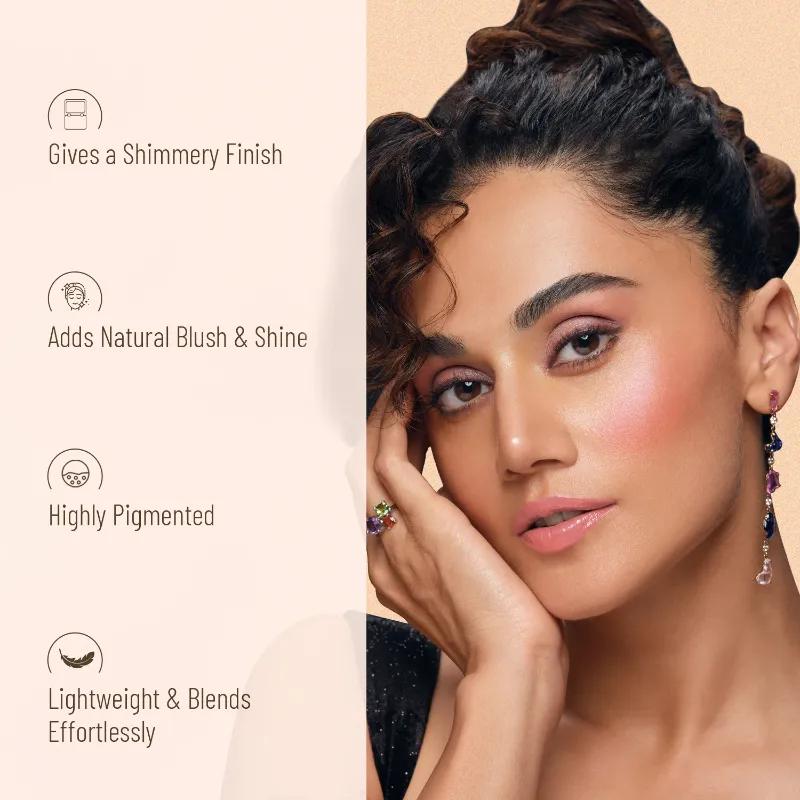 Gives a Shimmery Finish
Adds Natural Blush & Shine
Highly Pigmented
Lightweight & Blends
Effortlessly